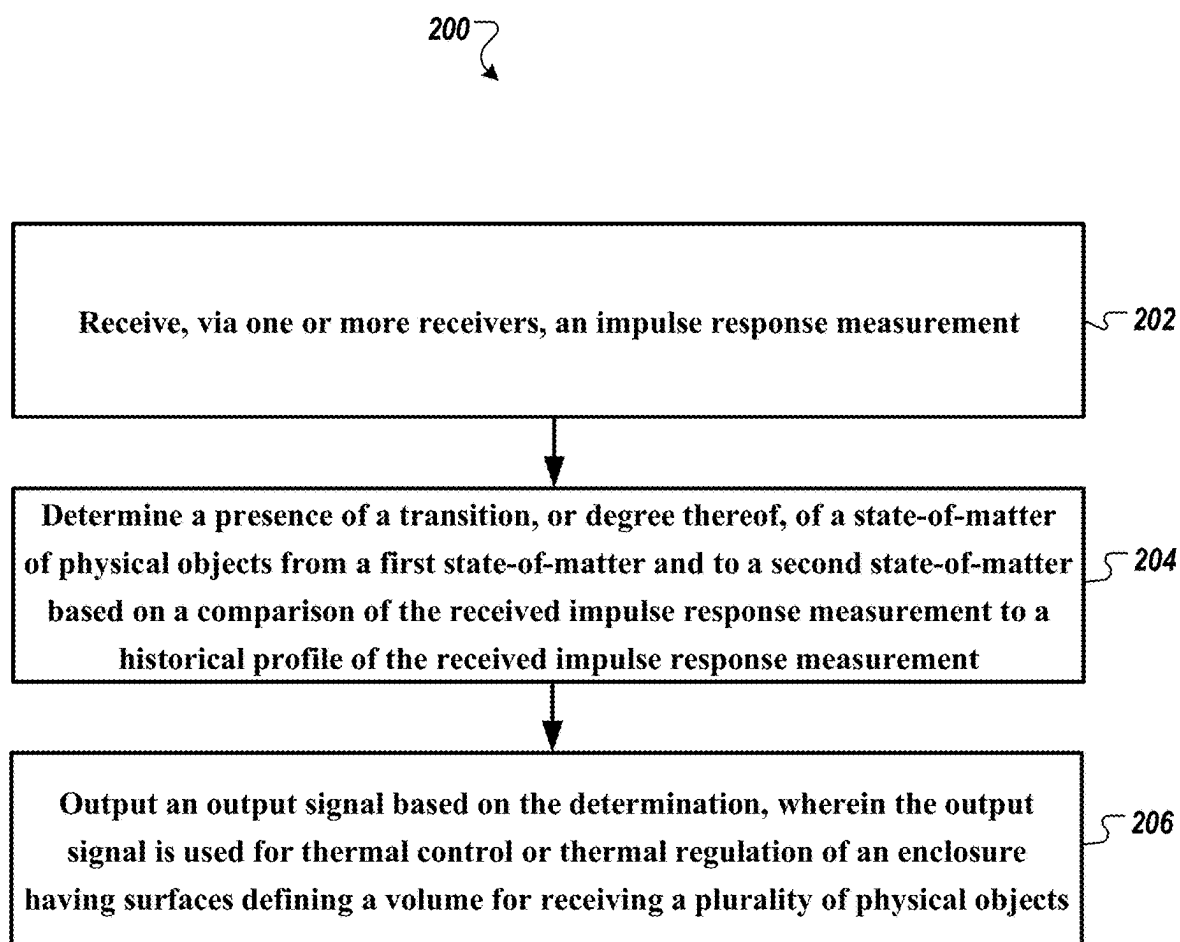 200
Receive, via one or more receivers, an impulse response measurement
202
Determine a presence of a transition, or degree thereof, of a state-of-matter
of physical objects from a first state-of-matter and to a second state-of-matter
based on a comparison of the received impulse response measurement to a
historical profile of the received impulse response measurement
204
Output an output signal based on the determination, wherein the output
signal is used for thermal control or thermal regulation of an enclosure
having surfaces defining a volume for receiving a plurality of physical objects
206